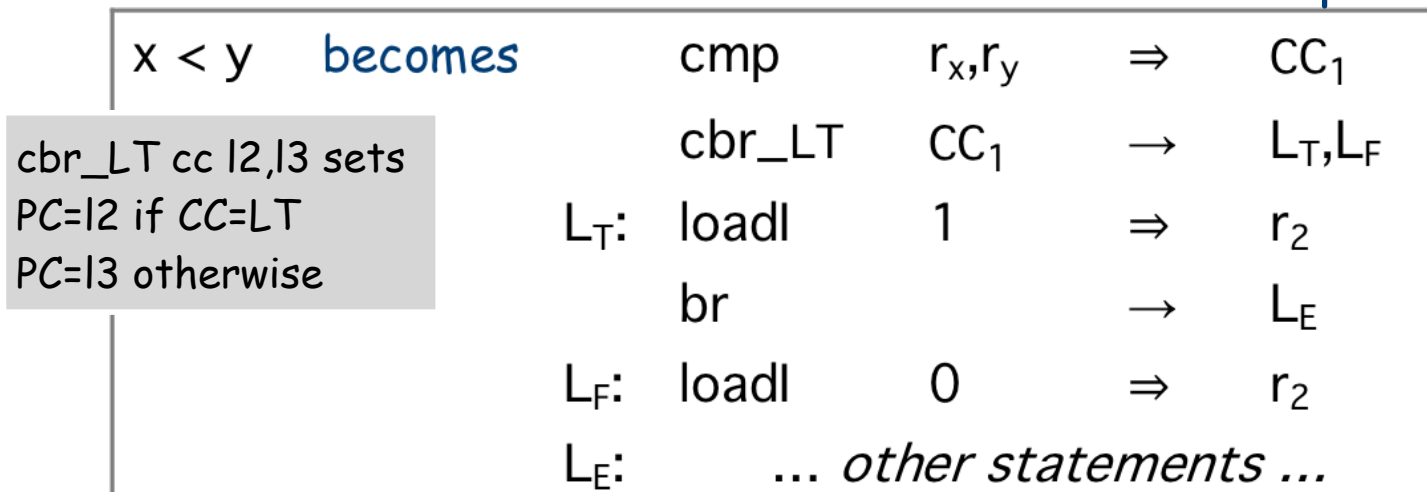 x < y becomes cmp r_x,r_y ⇒ CC_1
cbr_LT CC_1 → L_T,L_F
L_T: loadI 1 ⇒ r_2
br → L_E
L_F: loadI 0 ⇒ r_2
L_E: ... other statements ...
cbr_LT cc l2,l3 sets
PC=l2 if CC=LT
PC=l3 otherwise